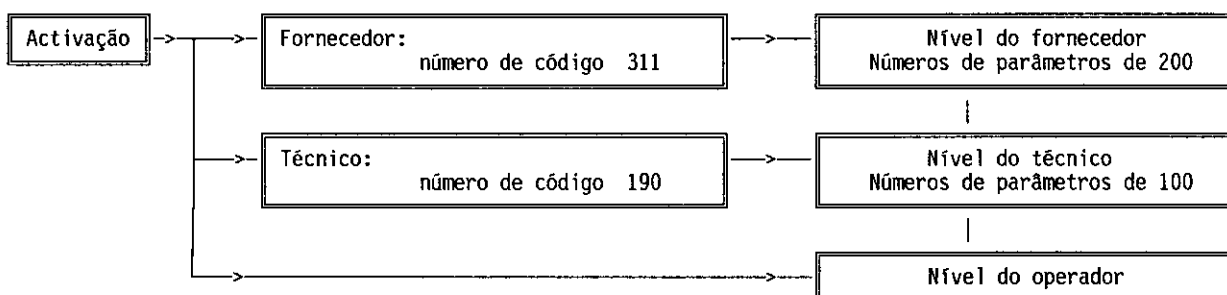 Activação
Fornecedor:
número de código 311
Nível do fornecedor
Números de parâmetros de 200
Técnico:
número de código 190
Nível do técnico
Números de parâmetros de 100
Nível do operador